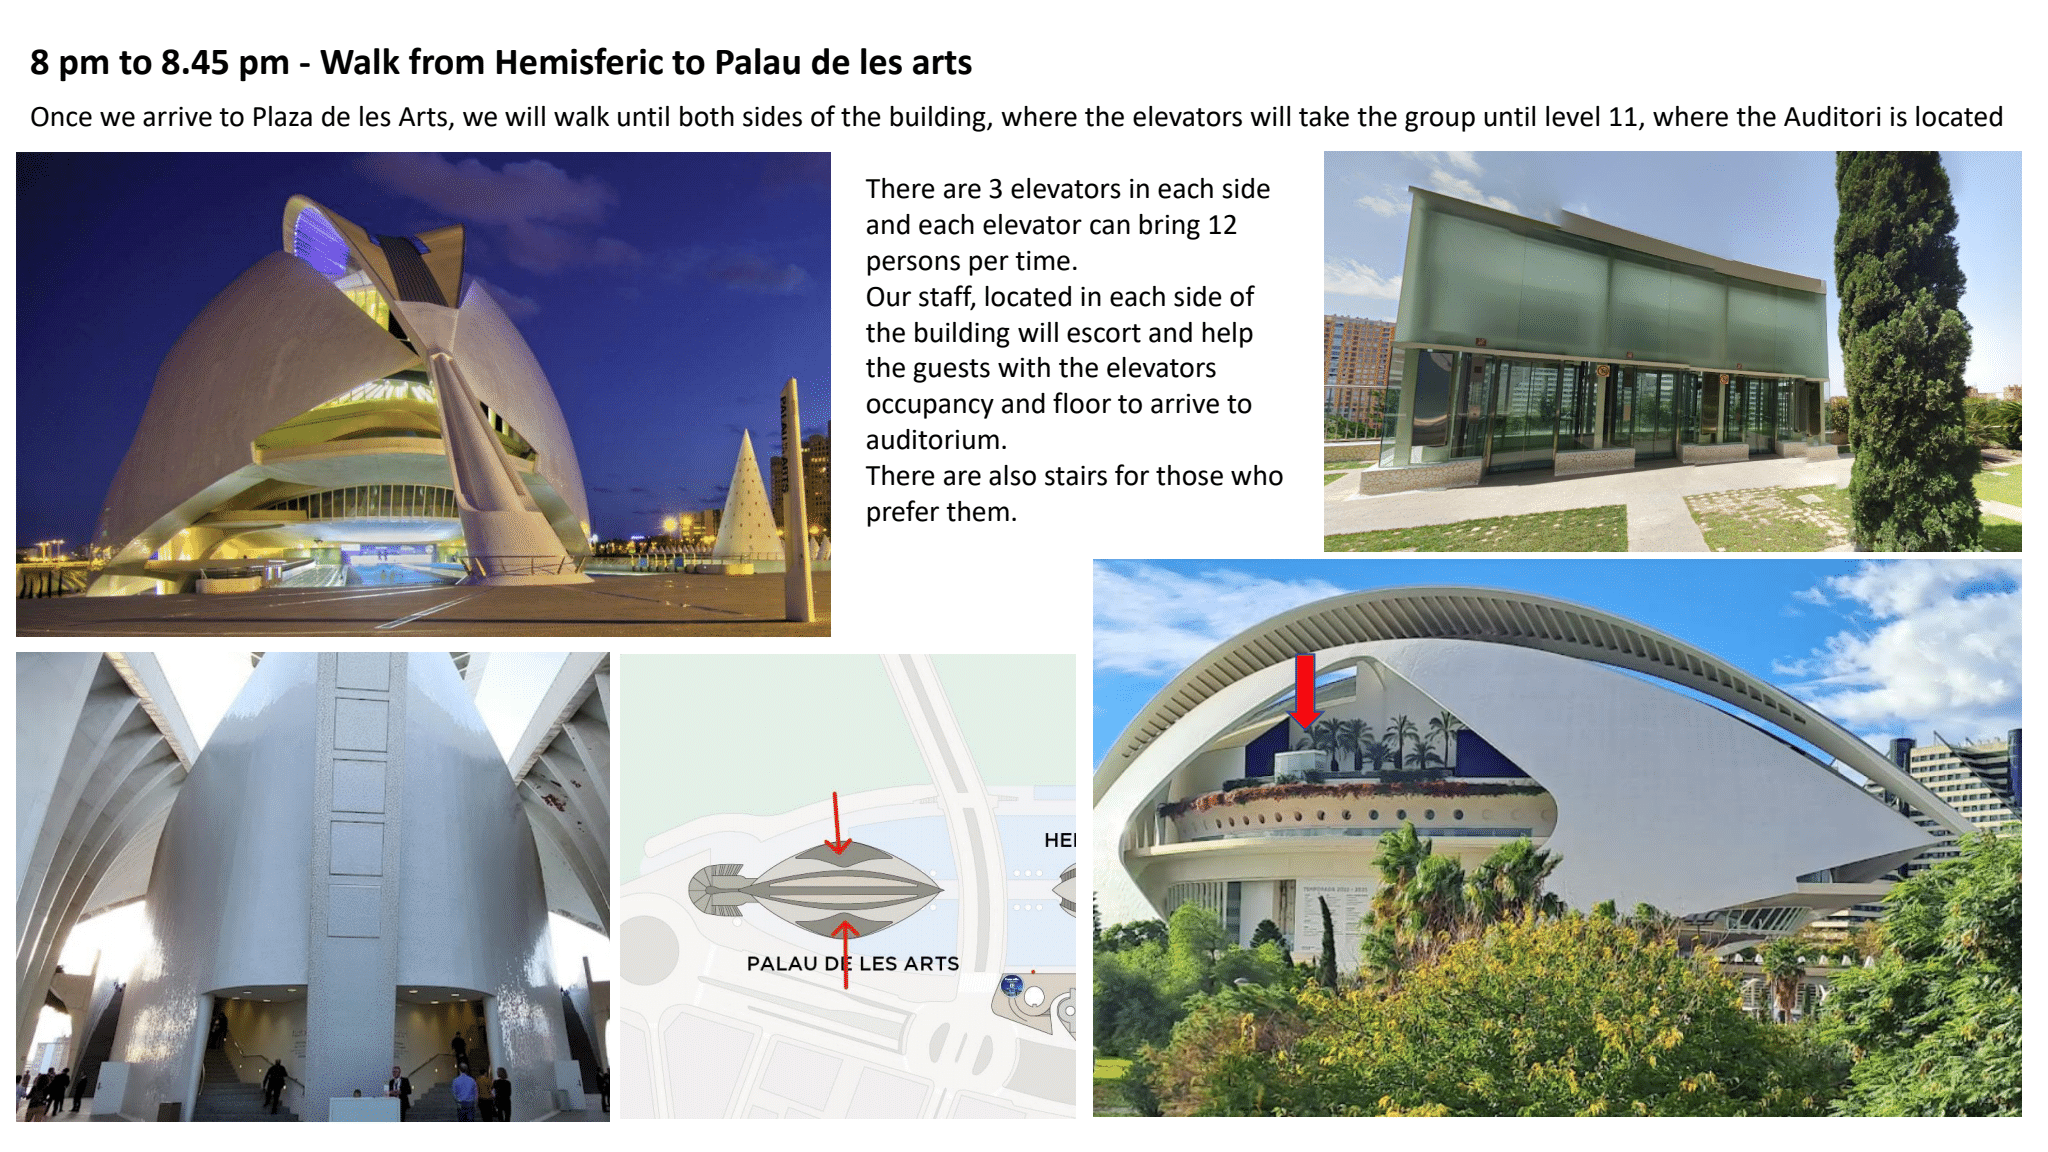 8 pm to 8.45 pm - Walk from Hemisferic to Palau de les arts
Once we arrive to Plaza de les Arts, we will walk until both sides of the building, where the elevators will take the group until level 11, where the Auditori is located
There are 3 elevators in each side
and each elevator can bring 12
persons per time.
Our staff, located in each side of
the building will escort and help
the guests with the elevators
occupancy and floor to arrive to
auditorium.
There are also stairs for those who
prefer them.
PALAU DE LES ARTS
HE
PALAU DE LES ARTS